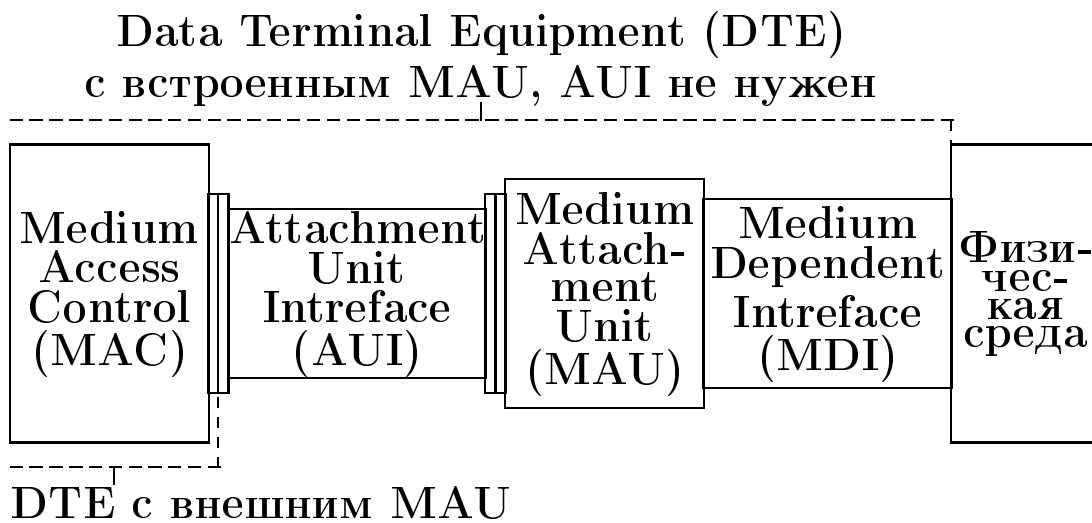 Data Terminal Equipment (DTE)
с встроенным MAU, AUI не нужен
Medium
Access
Control
(MAC)
Attachment
Unit
Intreface
(AUI)
Medium
Attach-
ment
Unit
(MAU)
Medium
Dependent
Intreface
(MDI)
Физи-
чес-
кая
среда
DTE с внешним MAU